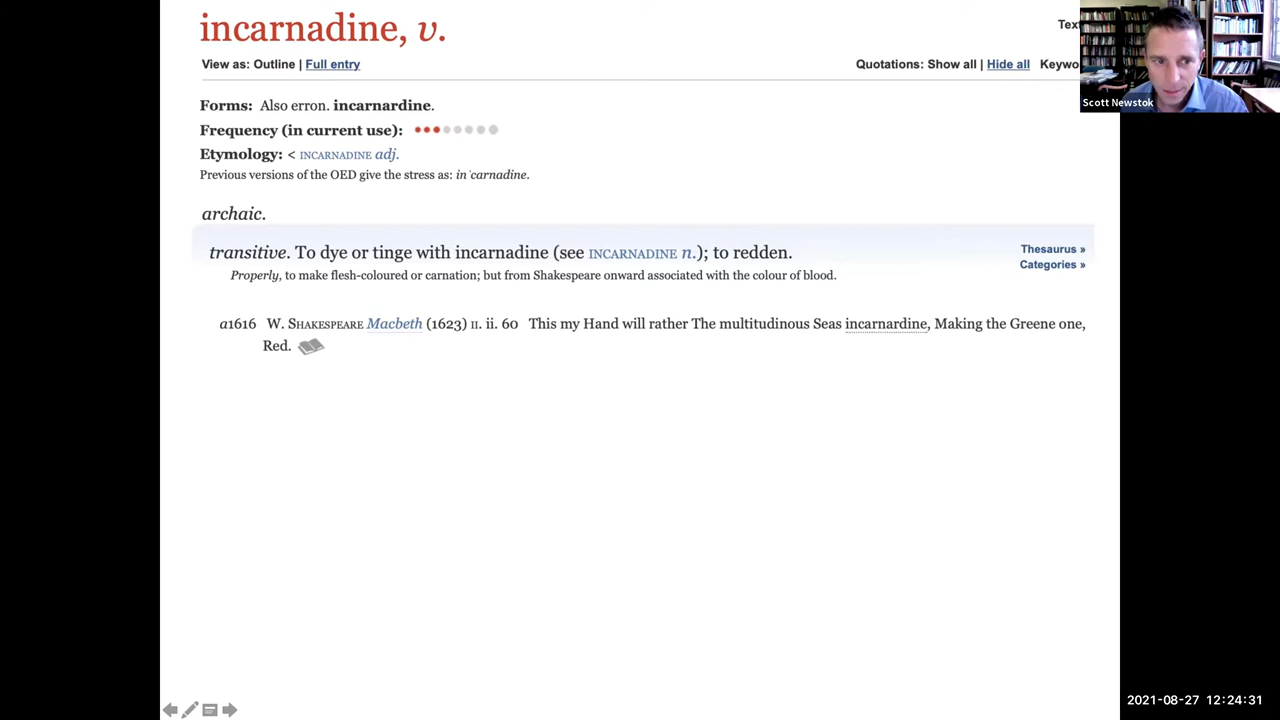 incarnadine, v.
Text
View as: Outline | Full entry
Quotations: Show all | Hide all Keywo
Scott Newstok
Forms: Also erron. incarnardine.
Frequency (in current use):
Etymology: < INCARNADINE adj.
Previous versions of the OED give the stress as: inˈcarnadine.
archaic.
transitive. To dye or tinge with incarnadine (see INCARNADINE n.); to redden.
Thesaurus »
Properly, to make flesh-coloured or carnation; but from Shakespeare onward associated with the colour of blood.
Categories »
a1616 W. SHAKESPEARE Macbeth (1623) II. ii. 60 This my Hand will rather The multitudinous Seas incarnardine, Making the Greene one,
Red.
2021-08-27 12:24:31